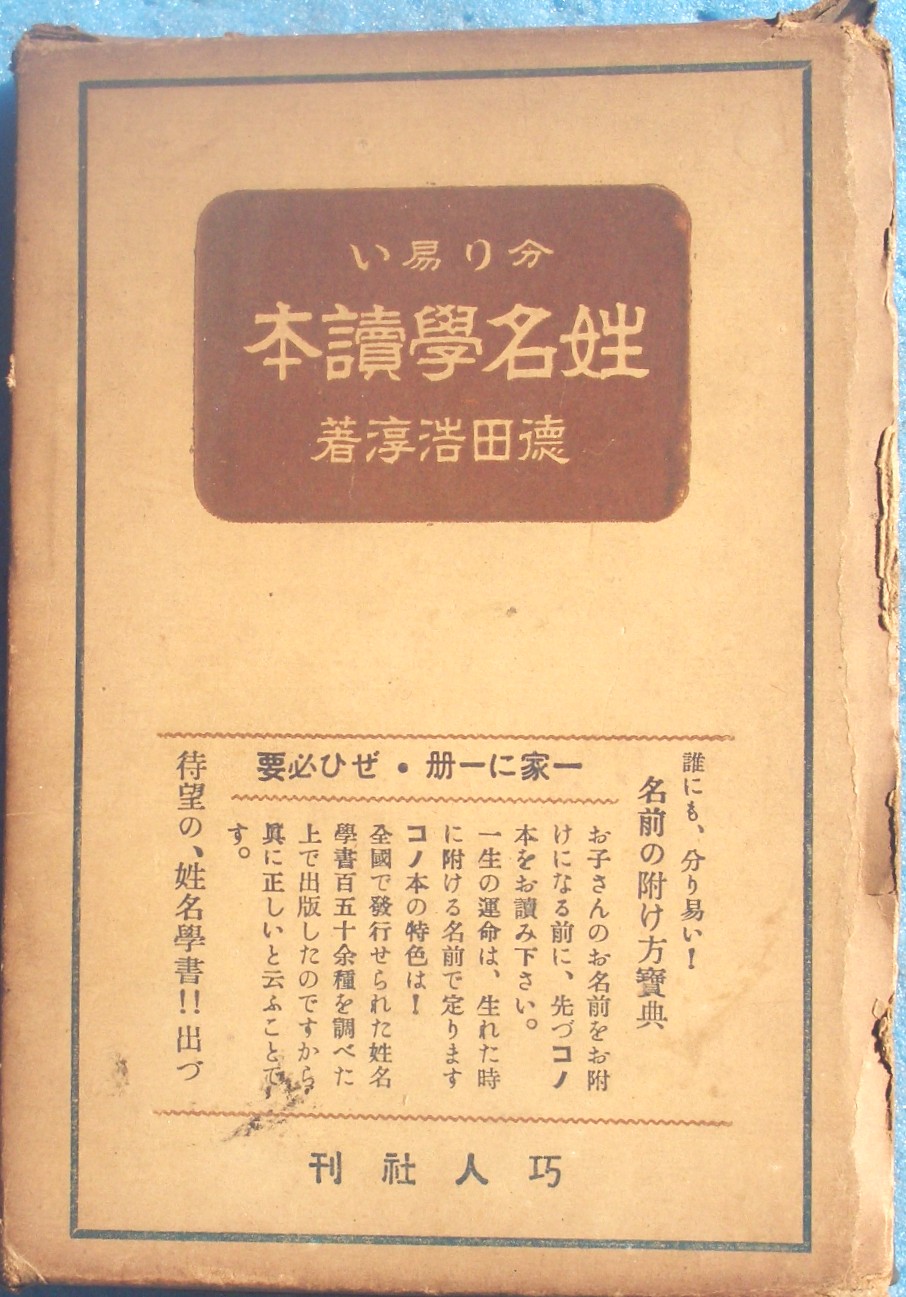 分り易い
姓名學讀本
德田浩淳著
誰にも、分り易い！
名前の附け方寶典
一家に一册・ぜひ必要
お子さんのお名前をお附
けになる前に、先づコノ
本をお讀み下さい。
一生の運命は、生れた時
に附ける名前で定ります
コノ本の特色は！
全國で發行せられた姓名
學書百五十余種を調べた
上で出版したのですから
眞に正しいと云ふことで
す。
待望の、姓名學書!!出づ
巧人社刊